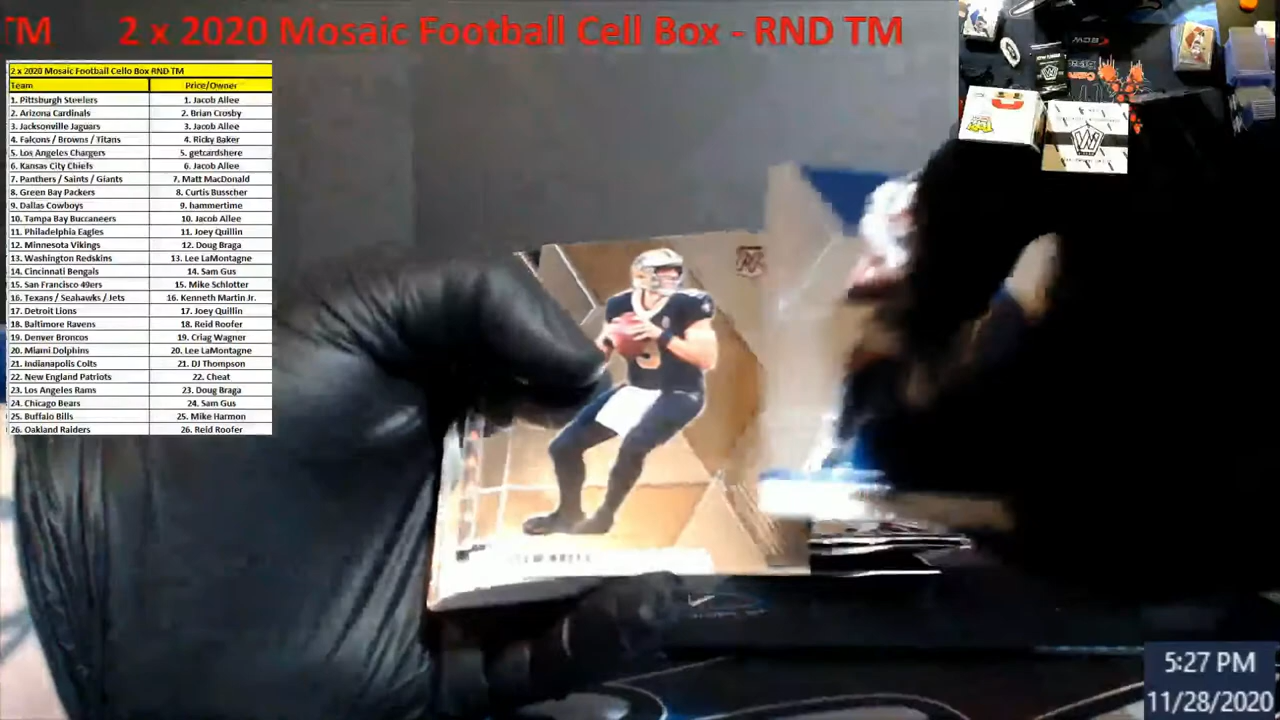 TM 2 x 2020 Mosaic Football Cell Box - RND TM
2 x 2020 Mosaic Football Cello Box RND TM
Team Price/Owner
1. Pittsburgh Steelers 1. Jacob Allee
2. Arizona Cardinals 2. Brian Crosby
3. Jacksonville Jaguars 3. Jacob Allee
4. Falcons / Browns / Titans 4. Ricky Baker
5. Los Angeles Chargers 5. getcardshere
6. Kansas City Chiefs 6. Jacob Allee
7. Panthers / Saints / Giants 7. Matt MacDonald
8. Green Bay Packers 8. Curtis Busscher
9. Dallas Cowboys 9. hammertime
10. Tampa Bay Buccaneers 10. Jacob Allee
11. Philadelphia Eagles 11. Joey Quillin
12. Minnesota Vikings 12. Doug Braga
13. Washington Redskins 13. Lee LaMontagne
14. Cincinnati Bengals 14. Sam Gus
15. San Francisco 49ers 15. Mike Schlotter
16. Texans / Seahawks / Jets 16. Kenneth Martin Jr.
17. Detroit Lions 17. Joey Quillin
18. Baltimore Ravens 18. Reid Roofer
19. Denver Broncos 19. Criag Wagner
20. Miami Dolphins 20. Lee LaMontagne
21. Indianapolis Colts 21. DJ Thompson
22. New England Patriots 22. Cheat
23. Los Angeles Rams 23. Doug Braga
24. Chicago Bears 24. Sam Gus
25. Buffalo Bills 25. Mike Harmon
26. Oakland Raiders 26. Reid Roofer
5:27 PM
11/28/2020